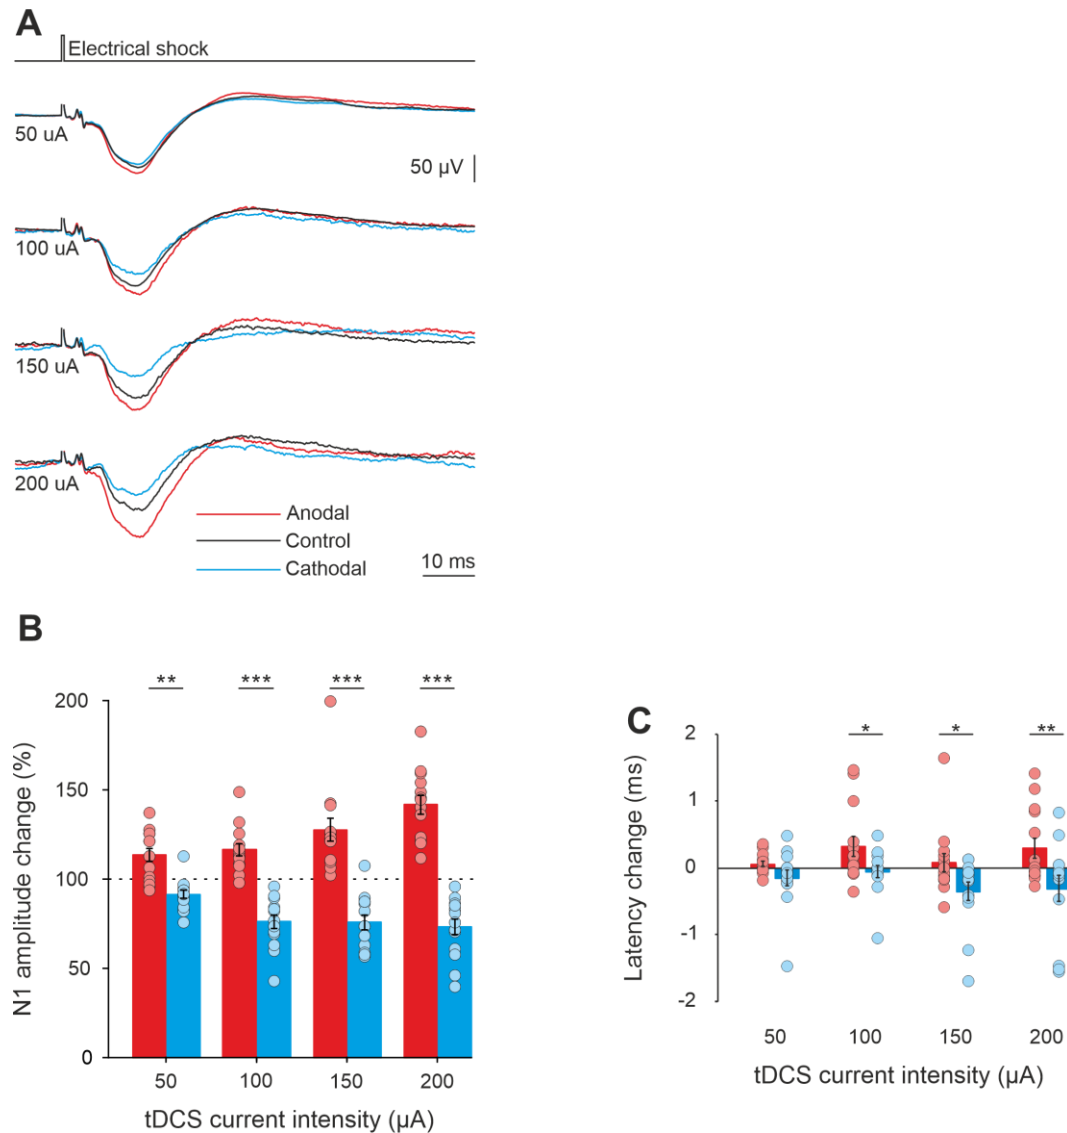 A
Electrical shock
50 uA
50 µV
100 uA
150 uA
200 uA
Anodal
Control
Cathodal
10 ms
B
** *** *** ***
200
150
100
50
0
N1 amplitude change (%)
50 100 150 200
tDCS current intensity (µA)
C
* * **
2
1
0
-1
-2
Latency change (ms)
50 100 150 200
tDCS current intensity (µA)